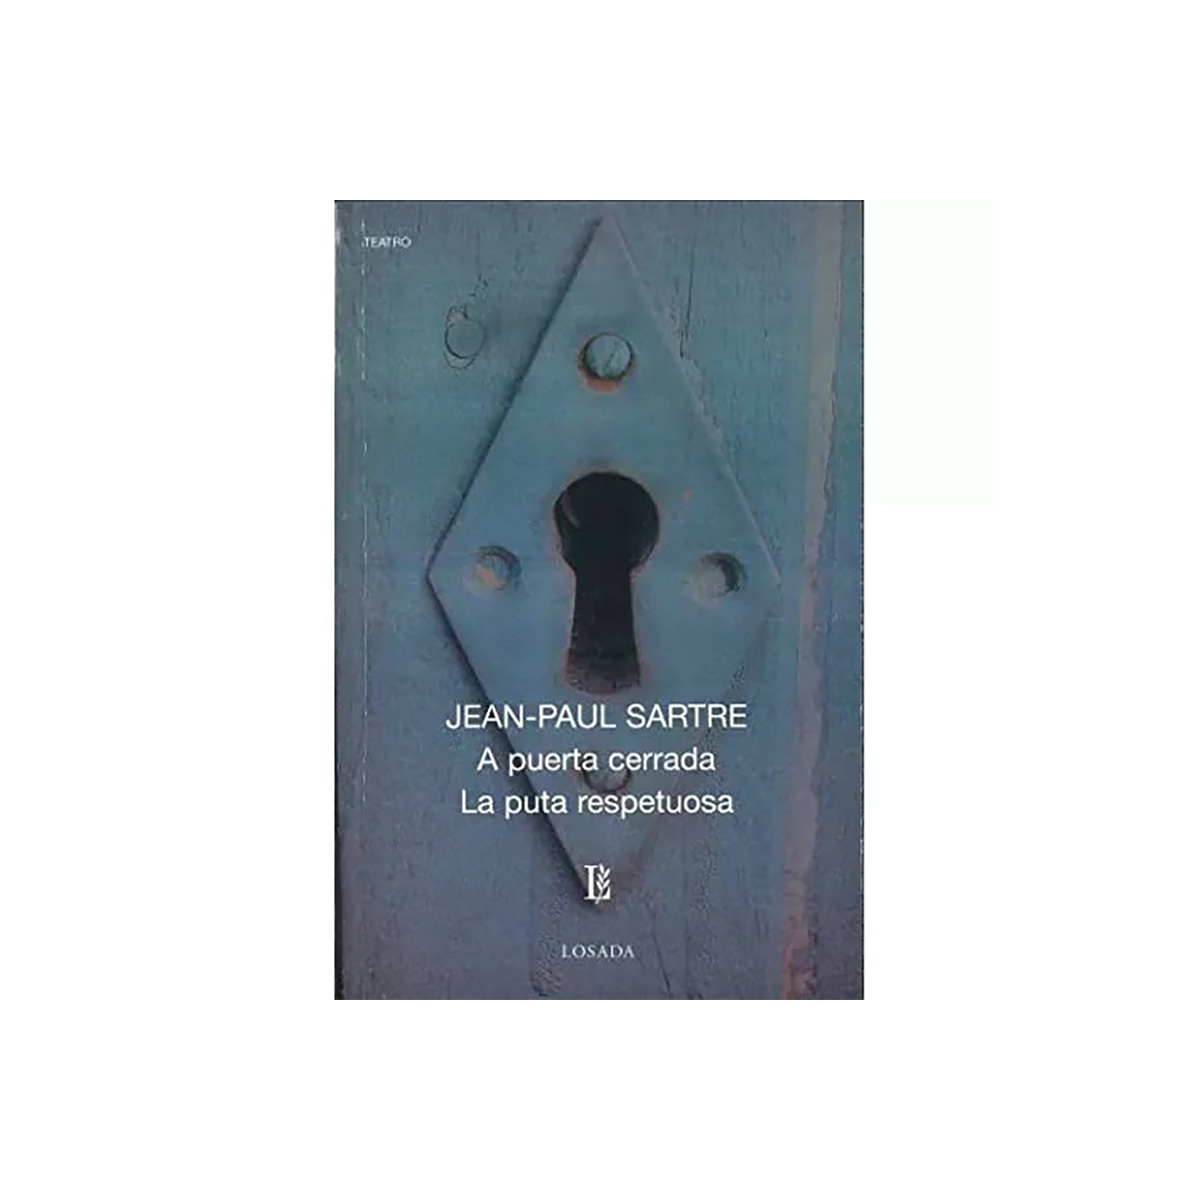 TEATRO
JEAN-PAUL SARTRE
A puerta cerrada
La puta respetuosa
L
LOSADA